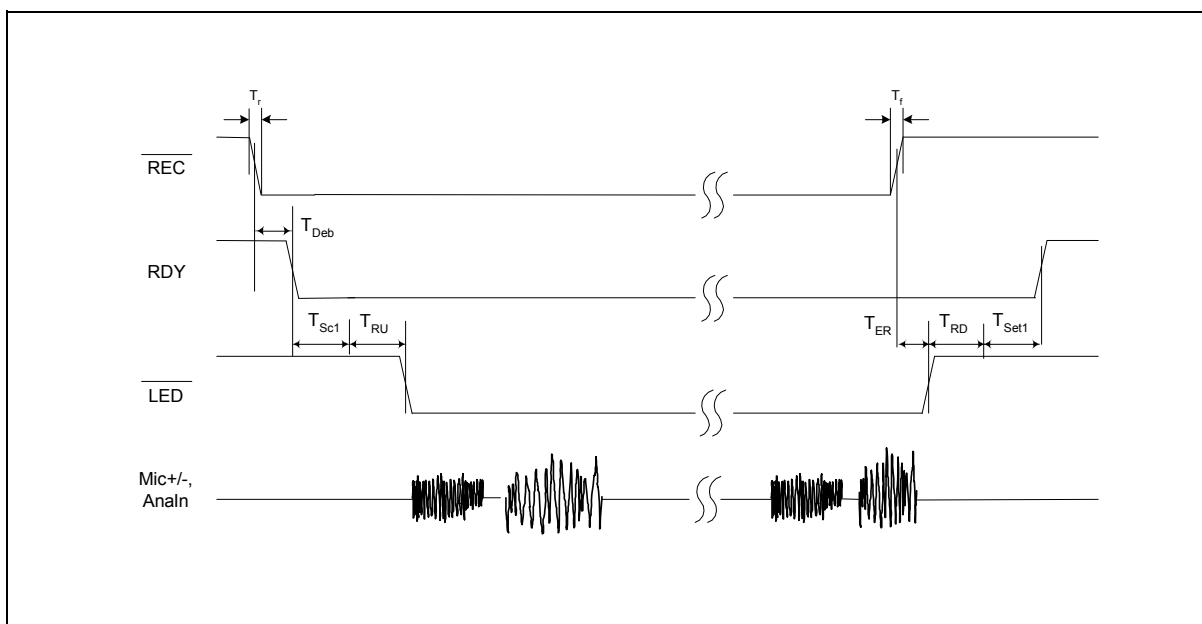 Tr
Tf
REC
TDeb
RDY
TSc1
TRU
TER
TRD
TSet1
LED
Mic+/-,
AnaIn